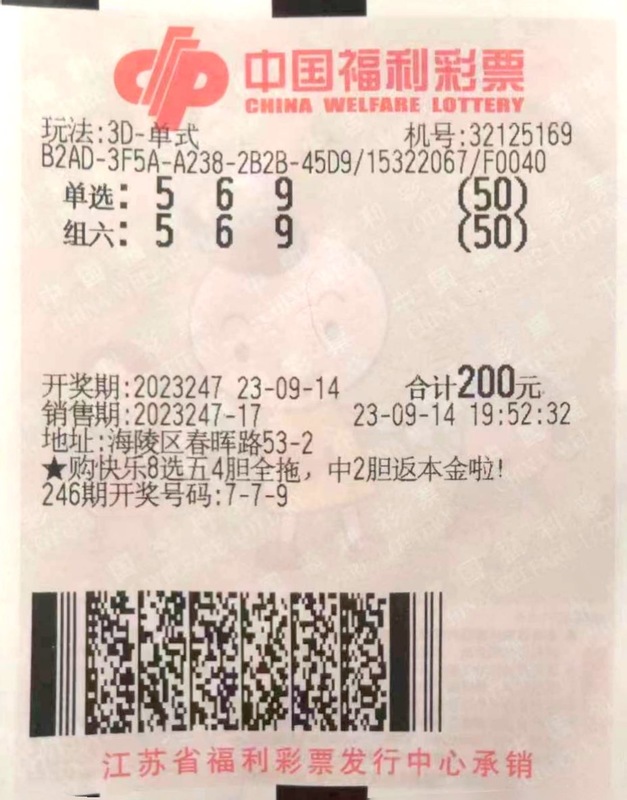 中国福利彩票
CHINA WELFARE LOTTERY
玩法:3D-单式 机号:32125169
B2AD-3F5A-A238-2B2B-45D9/15322067/F0040
单选: 5 6 9 (50)
组六: 5 6 9 (50)
开奖期:2023247 23-09-14 合计200元
销售期:2023247-17 23-09-14 19:52:32
地址:海陵区春晖路53-2
★购快乐8选五4胆全拖，中2胆返本金啦!
246期开奖号码:7-7-9
江苏省福利彩票发行中心承销